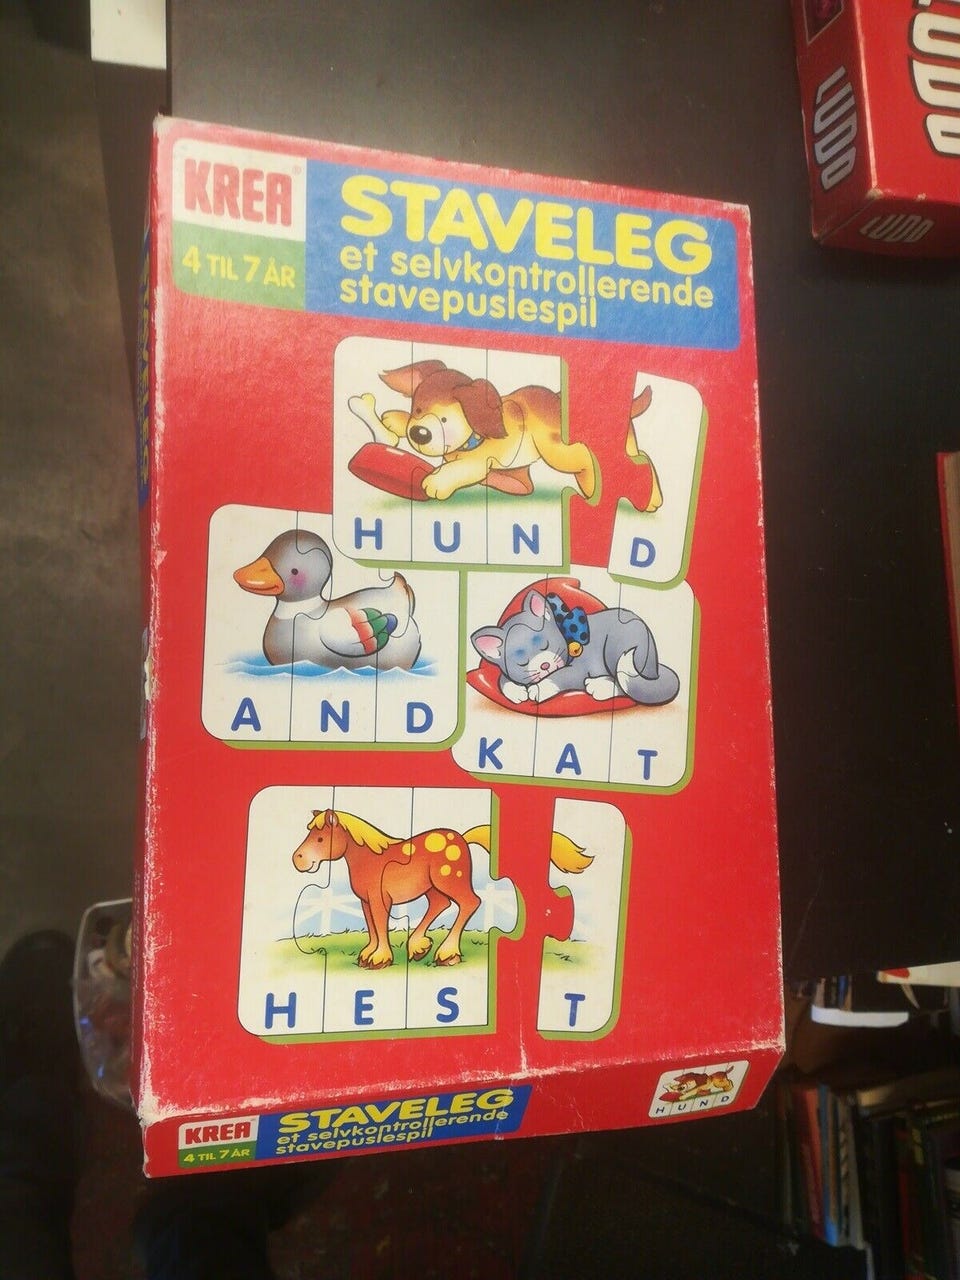 KREA®
4 TIL 7 ÅR
STAVELEG
et selvkontrollerende
stavepuslespil
H U N D
A N D
K A T
H E S T
KREA
4 TIL 7 ÅR
STAVELEG
et selvkontrollerende
stavepuslespil
H U N D
LUDO
LUDO